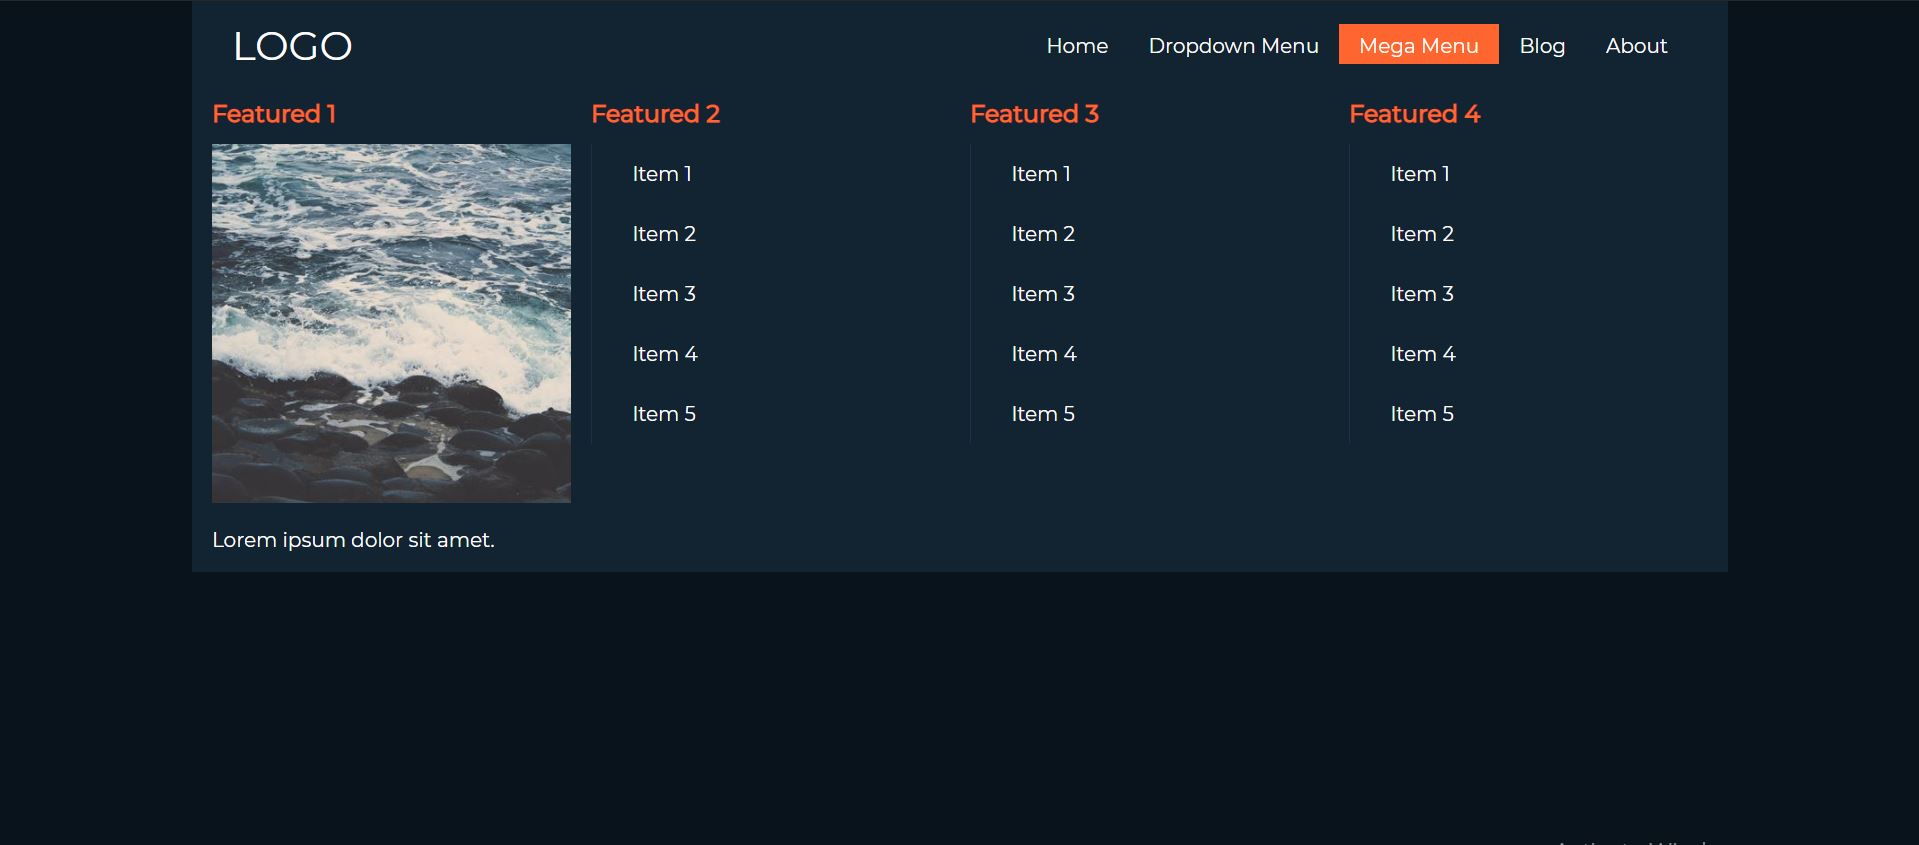 LOGO
Home Dropdown Menu Mega Menu Blog About
Featured 1 Featured 2 Featured 3 Featured 4
Item 1 Item 1 Item 1
Item 2 Item 2 Item 2
Item 3 Item 3 Item 3
Item 4 Item 4 Item 4
Item 5 Item 5 Item 5
Lorem ipsum dolor sit amet.